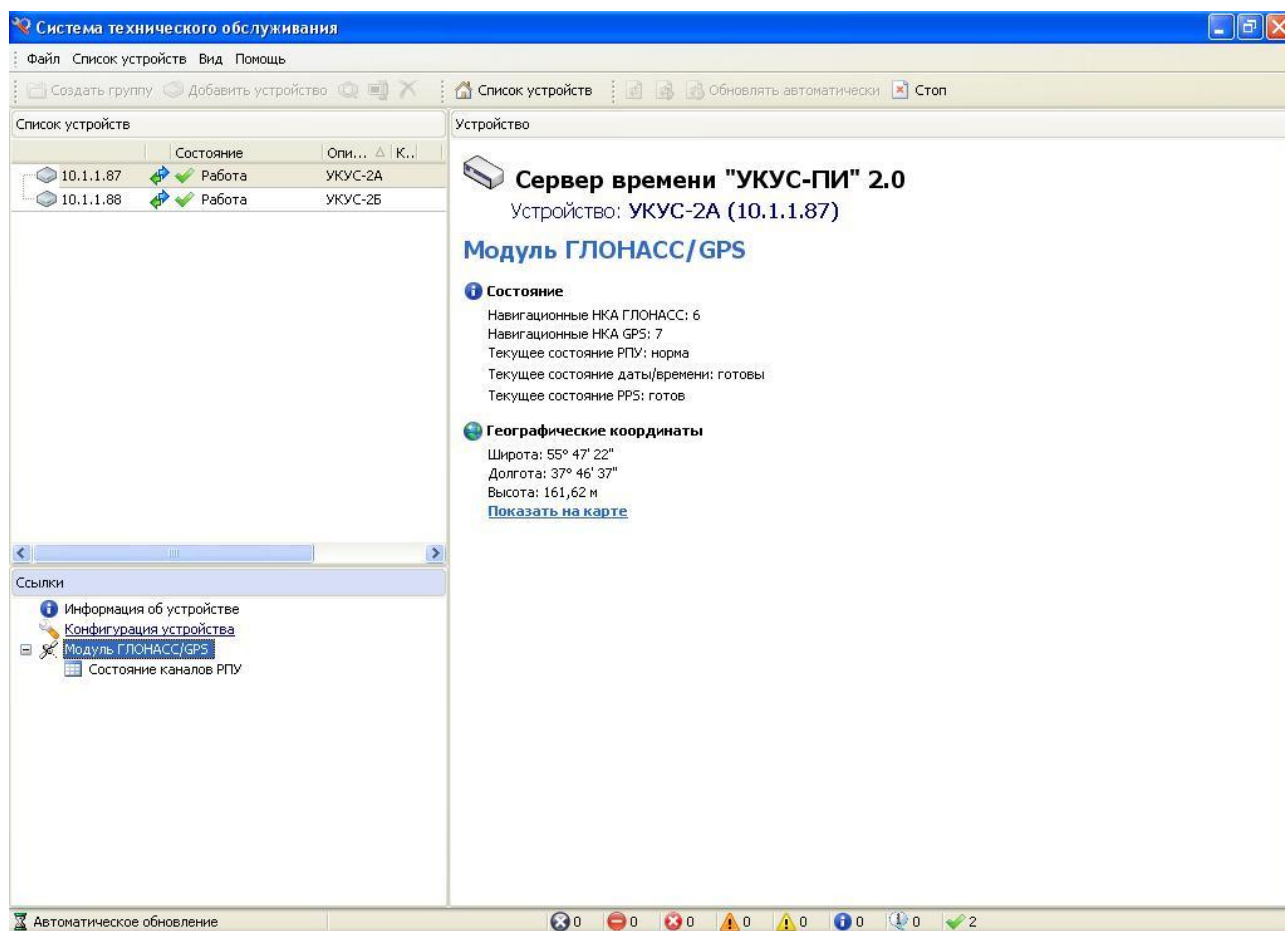 Система технического обслуживания
Файл Список устройств Вид Помощь
Создать группу Добавить устройство Список устройств Обновлять автоматически Стоп
Список устройств
Состояние Опи... К..
10.1.1.87 Работа УКУС-2А
10.1.1.88 Работа УКУС-2Б
Ссылки
Информация об устройстве
Конфигурация устройства
Модуль ГЛОНАСС/GPS
Состояние каналов РПУ
Устройство
Сервер времени "УКУС-ПИ" 2.0
Устройство: УКУС-2А (10.1.1.87)
Модуль ГЛОНАСС/GPS
Состояние
Навигационные НКА ГЛОНАСС: 6
Навигационные НКА GPS: 7
Текущее состояние РПУ: норма
Текущее состояние даты/времени: готовы
Текущее состояние PPS: готов
Географические координаты
Широта: 55° 47' 22"
Долгота: 37° 46' 37"
Высота: 161,62 м
Показать на карте
Автоматическое обновление 0 0 0 0 0 0 0 2